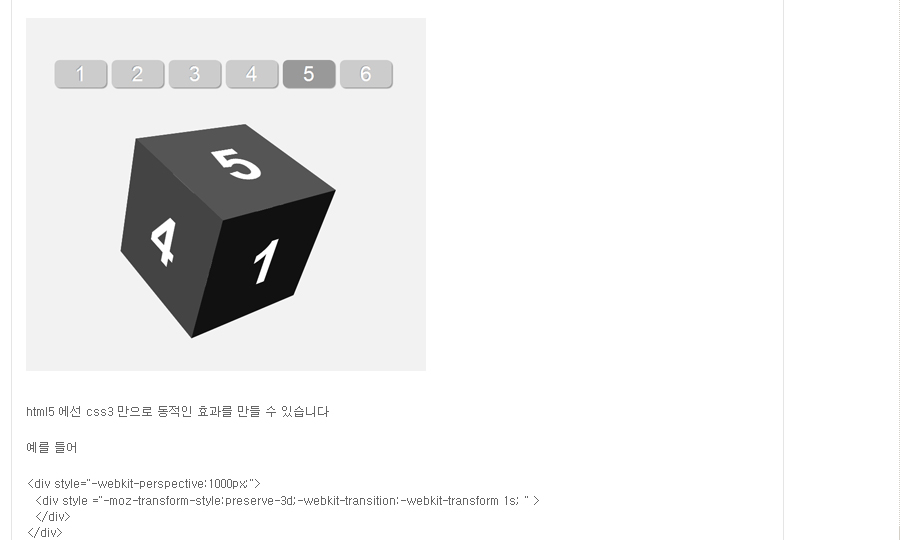 1 2 3 4 5 6
5
4 1
html5 에선 css3 만으로 동적인 효과를 만들 수 있습니다
예를 들어
<div style="-webkit-perspective:1000px;">
<div style ="-moz-transform-style:preserve-3d;-webkit-transition:-webkit-transform 1s; " >
</div>
</div>